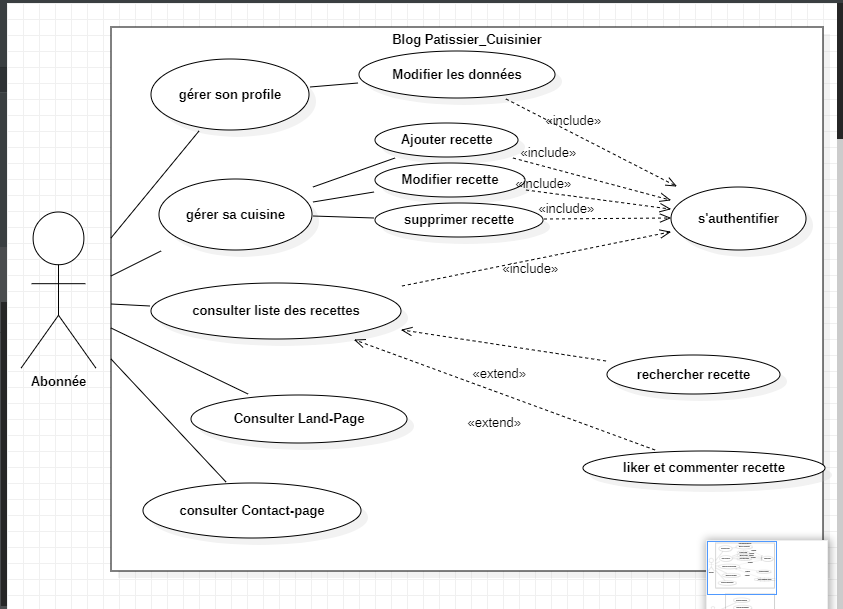 Blog Patissier_Cuisinier
gérer son profile
Modifier les données
«include»
Ajouter recette
«include»
Modifier recette
«include»
gérer sa cuisine
supprimer recette
«include»
s'authentifier
«include»
consulter liste des recettes
Abonnée
«extend»
rechercher recette
Consulter Land-Page
«extend»
liker et commenter recette
consulter Contact-page